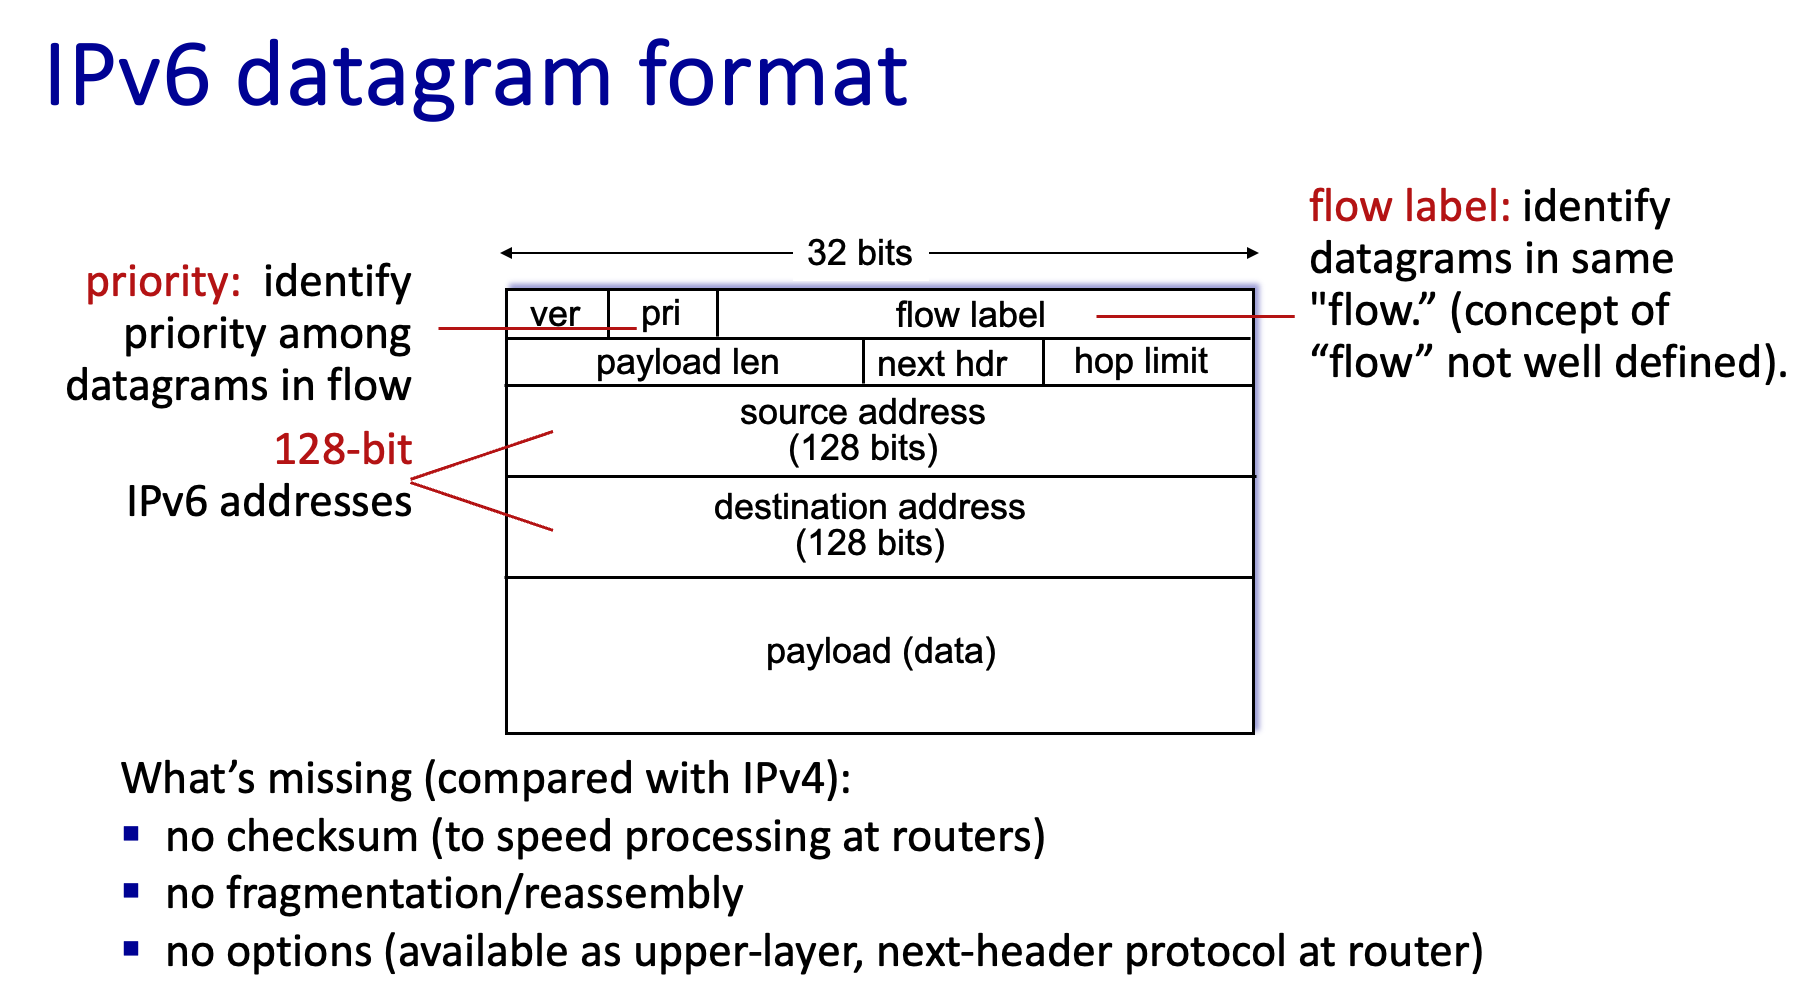 IPv6 datagram format
priority:  identify
priority among
datagrams in flow
128-bit
IPv6 addresses
32 bits
ver
pri
flow label
payload len
next hdr
hop limit
source address
(128 bits)
destination address
(128 bits)
payload (data)
flow label: identify
datagrams in same
"flow.” (concept of
“flow” not well defined).
What’s missing (compared with IPv4):
▪ no checksum (to speed processing at routers)
▪ no fragmentation/reassembly
▪ no options (available as upper-layer, next-header protocol at router)